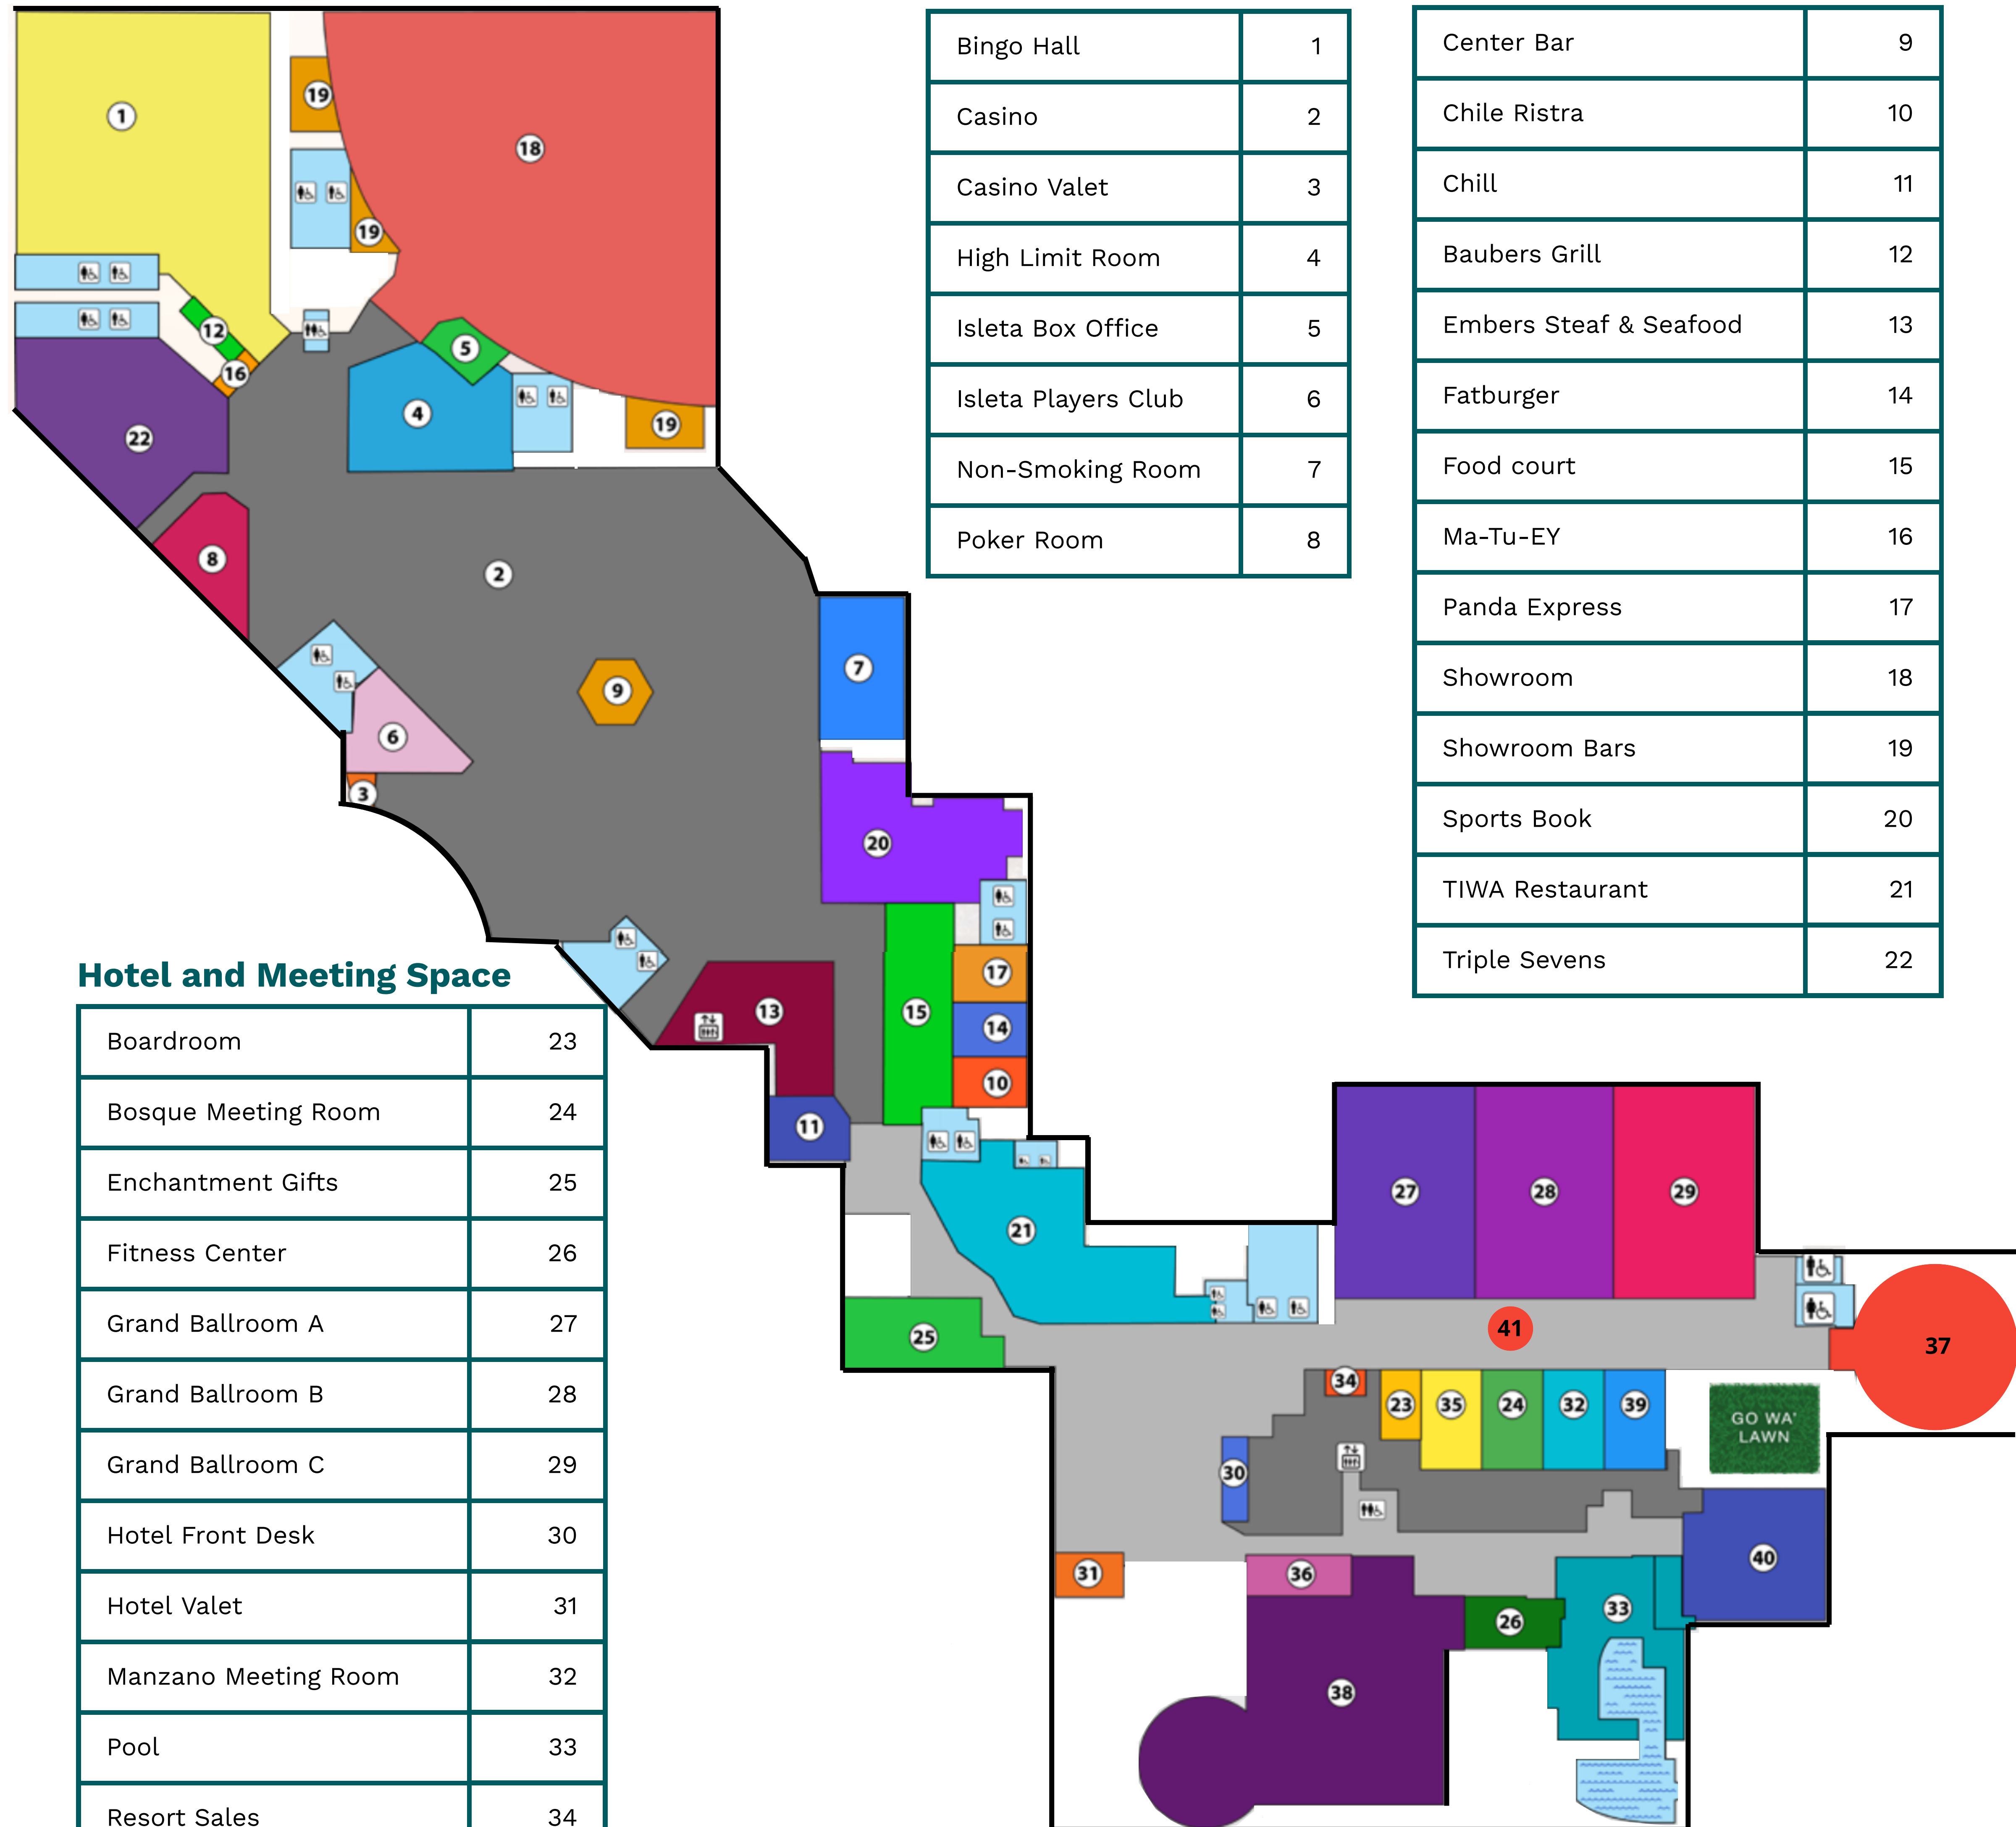 Bingo Hall 1
Casino 2
Casino Valet 3
High Limit Room 4
Isleta Box Office 5
Isleta Players Club 6
Non-Smoking Room 7
Poker Room 8
Center Bar 9
Chile Ristra 10
Chill 11
Baubers Grill 12
Embers Steaf & Seafood 13
Fatburger 14
Food court 15
Ma-Tu-EY 16
Panda Express 17
Showroom 18
Showroom Bars 19
Sports Book 20
TIWA Restaurant 21
Triple Sevens 22
Hotel and Meeting Space
Boardroom 23
Bosque Meeting Room 24
Enchantment Gifts 25
Fitness Center 26
Grand Ballroom A 27
Grand Ballroom B 28
Grand Ballroom C 29
Hotel Front Desk 30
Hotel Valet 31
Manzano Meeting Room 32
Pool 33
Resort Sales 34
1
19
18
19
12
16
5
4
19
22
8
2
7
9
6
3
20
17
13
15
14
10
11
21
27
28
29
25
41
37
34
23
35
24
32
39
GO WA'
LAWN
30
31
36
40
33
26
38